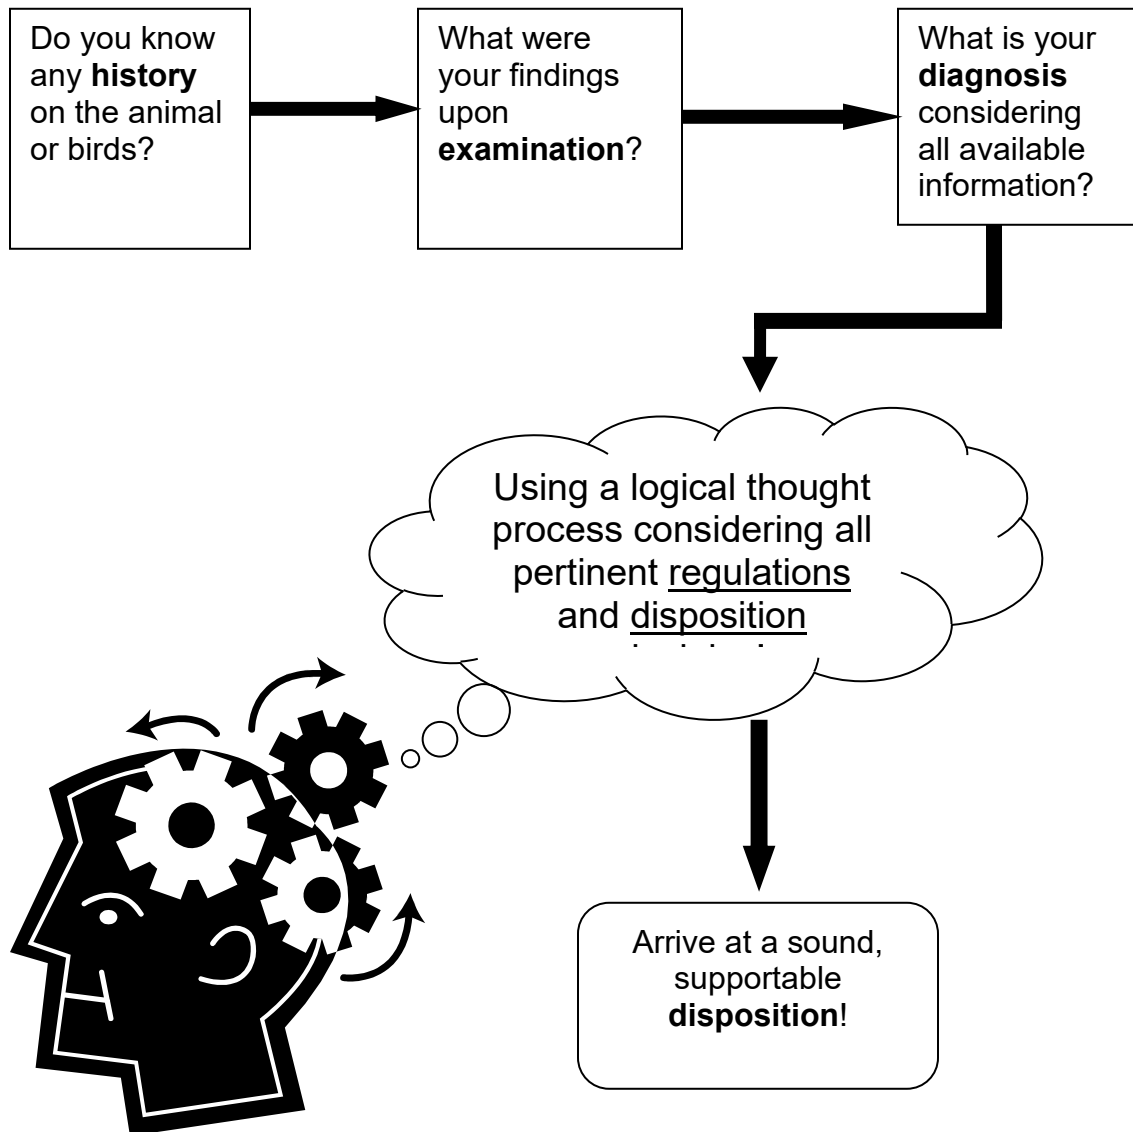 Do you know
any history
on the animal
or birds?
What were
your findings
upon
examination?
What is your
diagnosis
considering
all available
information?
Using a logical thought
process considering all
pertinent regulations
and disposition
Arrive at a sound,
supportable
disposition!